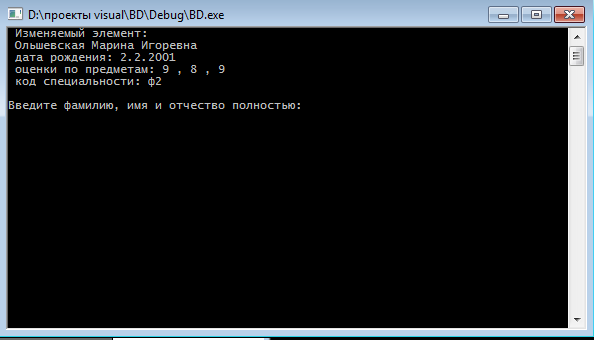 D:\проекты visual\BD\Debug\BD.exe
Изменяемый элемент:
Ольшевская Марина Игоревна
дата рождения: 2.2.2001
оценки по предметам: 9 , 8 , 9
код специальности: ф2
Введите фамилию, имя и отчество полностью: